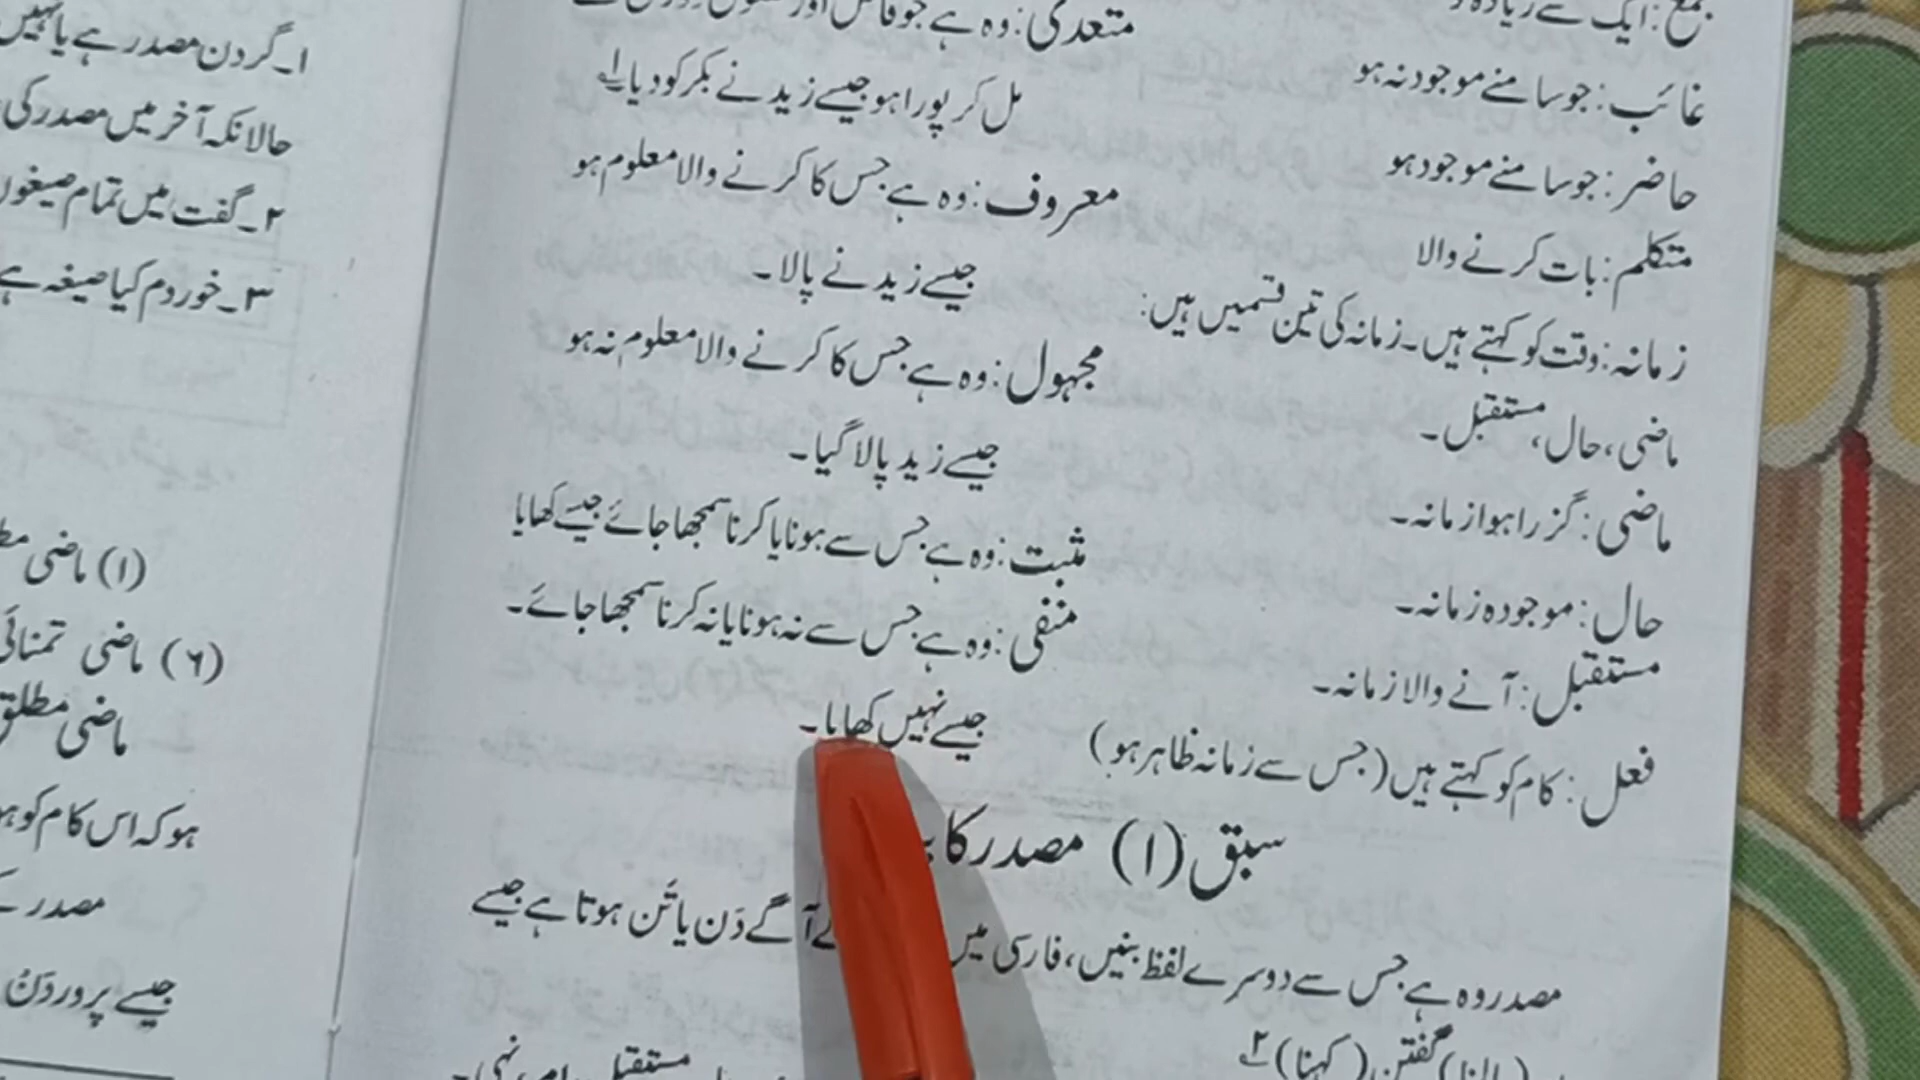 جمع: ایک سے زیادہ
غائب: جو سامنے موجود نہ ہو
حاضر: جو سامنے موجود ہو
متکلم: بات کرنے والا
زمانہ: وقت کو کہتے ہیں۔ زمانہ کی تین قسمیں ہیں:
ماضی، حال، مستقبل۔
ماضی: گزرا ہوا زمانہ۔
حال: موجودہ زمانہ۔
مستقبل: آنے والا زمانہ۔
فعل: کام کو کہتے ہیں (جس سے زمانہ ظاہر ہو)
متعدی: وہ ہے جو فاعل اور
مل کر پورا ہو جیسے زید نے بکر کو دیا۔
معروف: وہ ہے جس کا کرنے والا معلوم ہو
جیسے زید نے پالا۔
مجہول: وہ ہے جس کا کرنے والا معلوم نہ ہو
جیسے زید پالا گیا۔
مثبت: وہ ہے جس سے ہونا یا کرنا سمجھا جائے جیسے کھایا
منفی: وہ ہے جس سے نہ ہونا یا نہ کرنا سمجھا جائے۔
جیسے نہیں کھایا۔
سبق (۱) مصدر کا
مصدر وہ ہے جس سے دوسرے لفظ بنیں، فارسی میں آگے دَن یا تَن ہوتا ہے جیسے
گفتن (کہنا) ۲
مستقبل
۱۔ گردن مصدر ہے یا نہیں
حالانکہ آخر میں مصدر کی
۲۔ گفت میں تمام صیغوں
۳۔ خوردم کیا صیغہ ہے
(۱) ماضی
(۶) ماضی تمنائی
ماضی مطلق
ہو کہ اس کام کو
مصدر کے
جیسے پروردَنْ